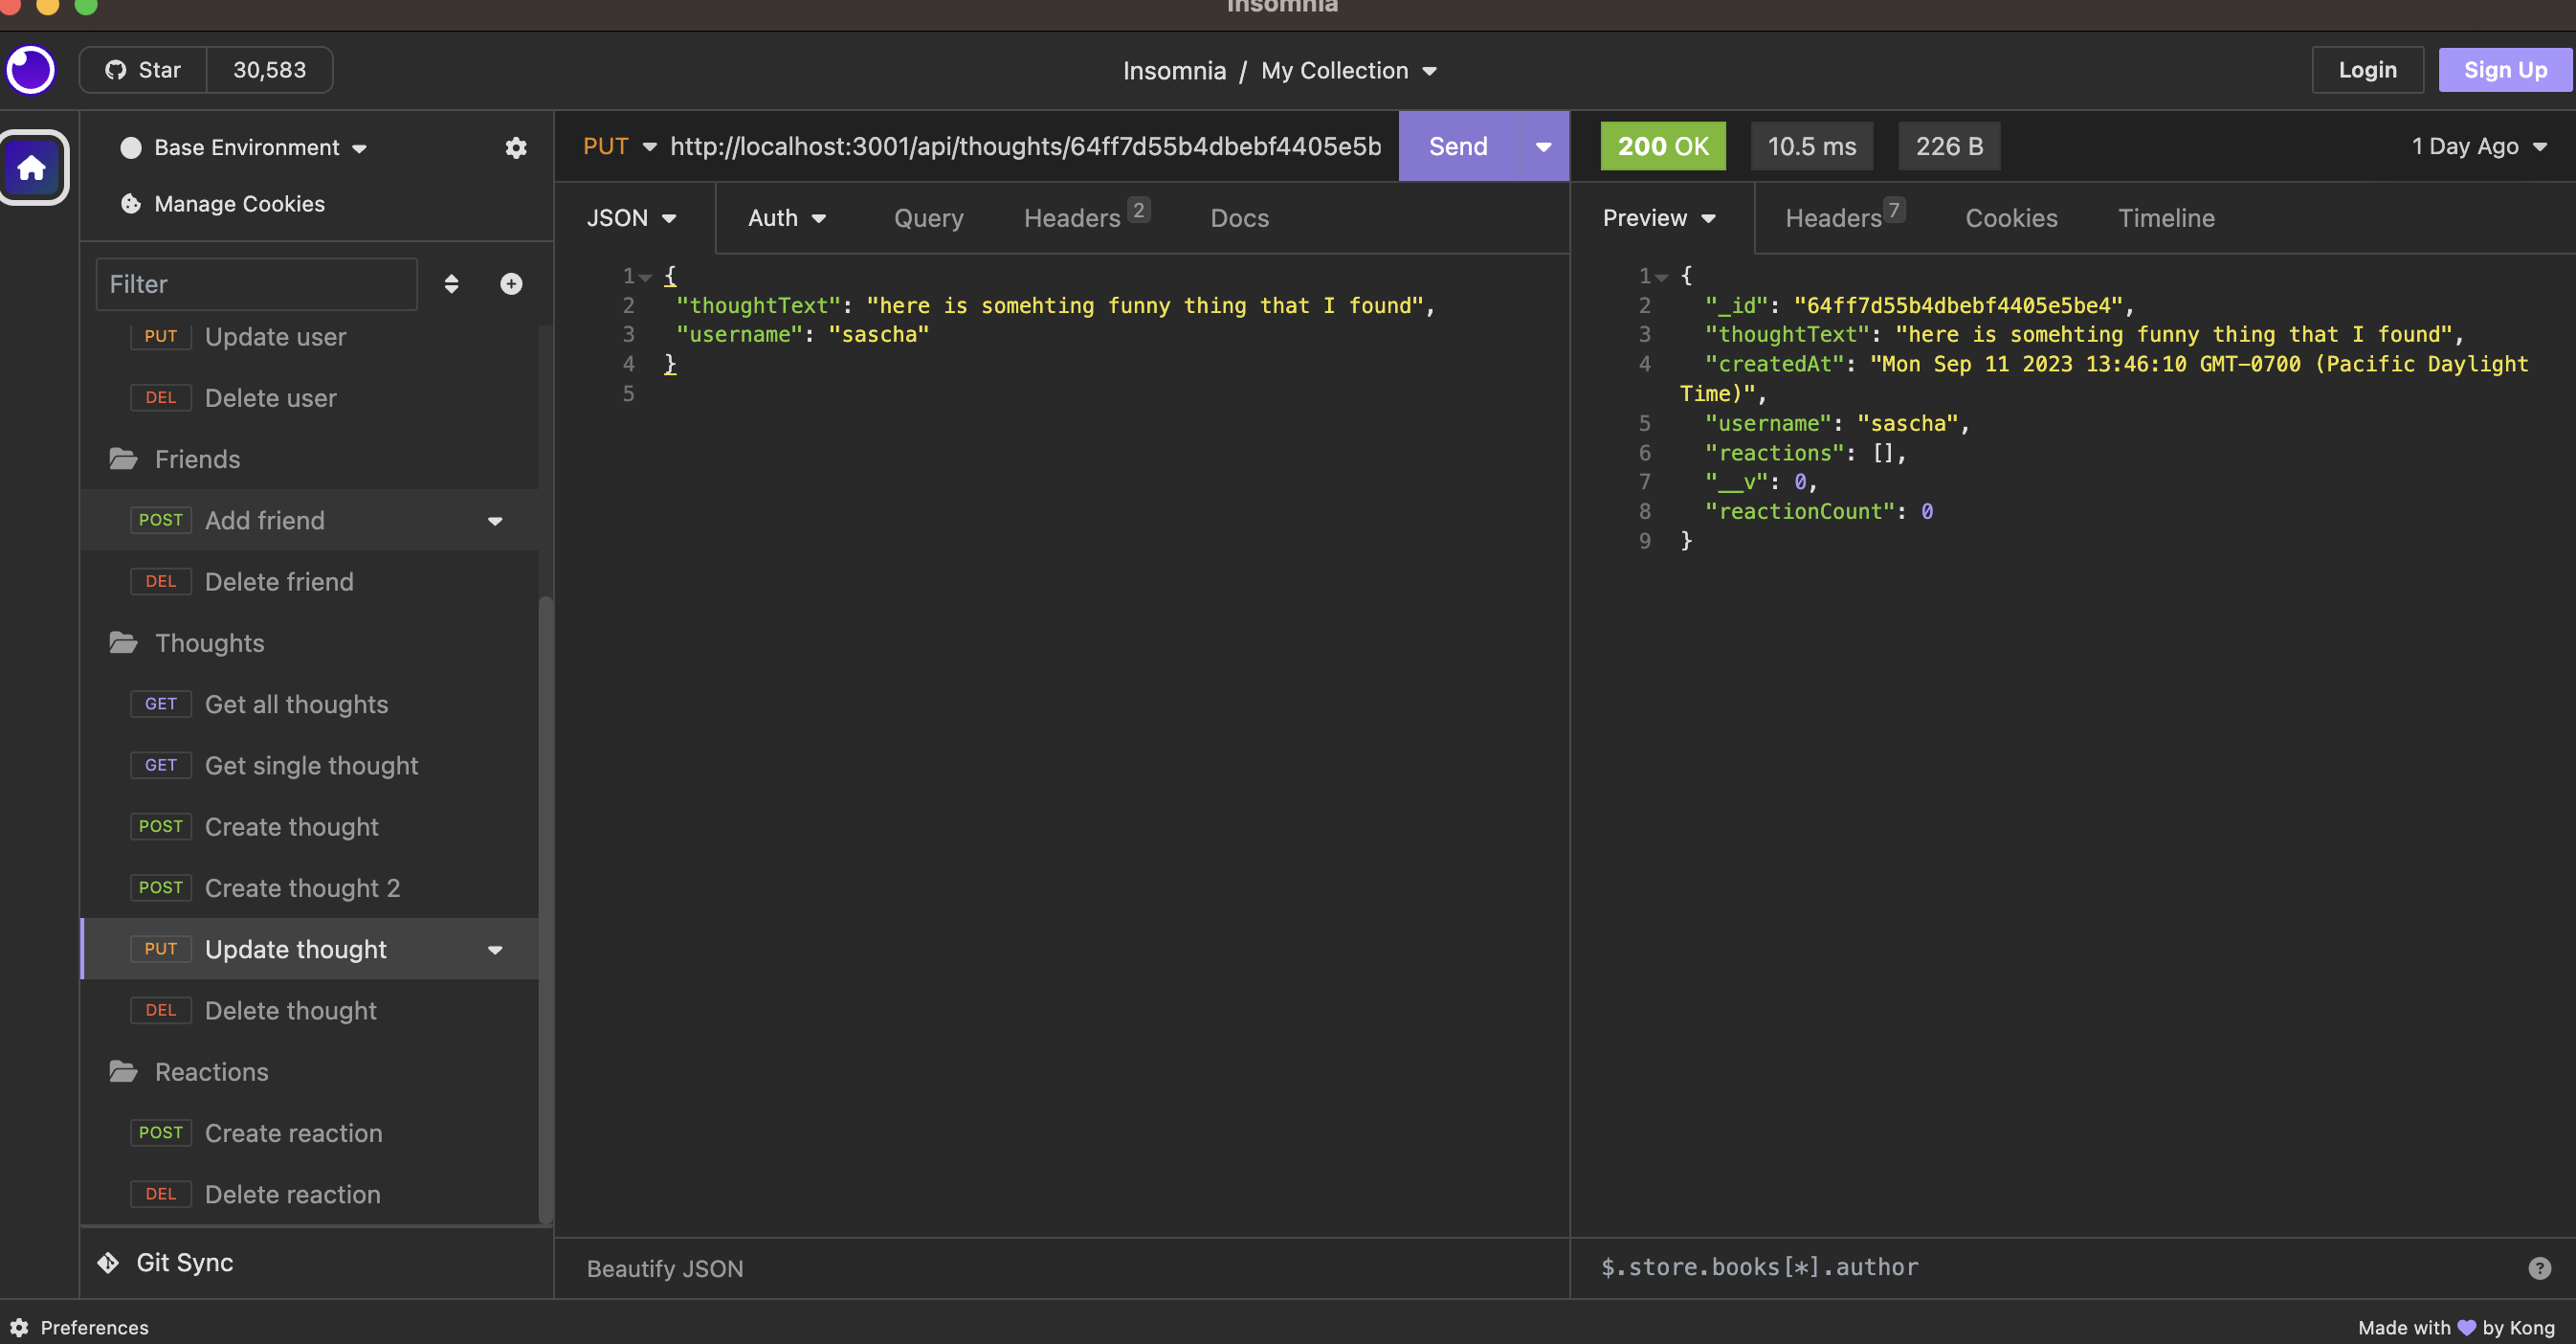 Insomnia
Star 30,583
Insomnia / My Collection
Login Sign Up
Base Environment
Manage Cookies
Filter
PUT Update user
DEL Delete user
Friends
POST Add friend
DEL Delete friend
Thoughts
GET Get all thoughts
GET Get single thought
POST Create thought
POST Create thought 2
PUT Update thought
DEL Delete thought
Reactions
POST Create reaction
DEL Delete reaction
Git Sync
Preferences
PUT http://localhost:3001/api/thoughts/64ff7d55b4dbebf4405e5b Send
JSON Auth Query Headers 2 Docs
1 {
2 "thoughtText": "here is somehting funny thing that I found",
3 "username": "sascha"
4 }
5
Beautify JSON
200 OK 10.5 ms 226 B 1 Day Ago
Preview Headers 7 Cookies Timeline
1 {
2 "_id": "64ff7d55b4dbebf4405e5be4",
3 "thoughtText": "here is somehting funny thing that I found",
4 "createdAt": "Mon Sep 11 2023 13:46:10 GMT-0700 (Pacific Daylight
Time)",
5 "username": "sascha",
6 "reactions": [],
7 "__v": 0,
8 "reactionCount": 0
9 }
$.store.books[*].author ?
Made with 💜 by Kong